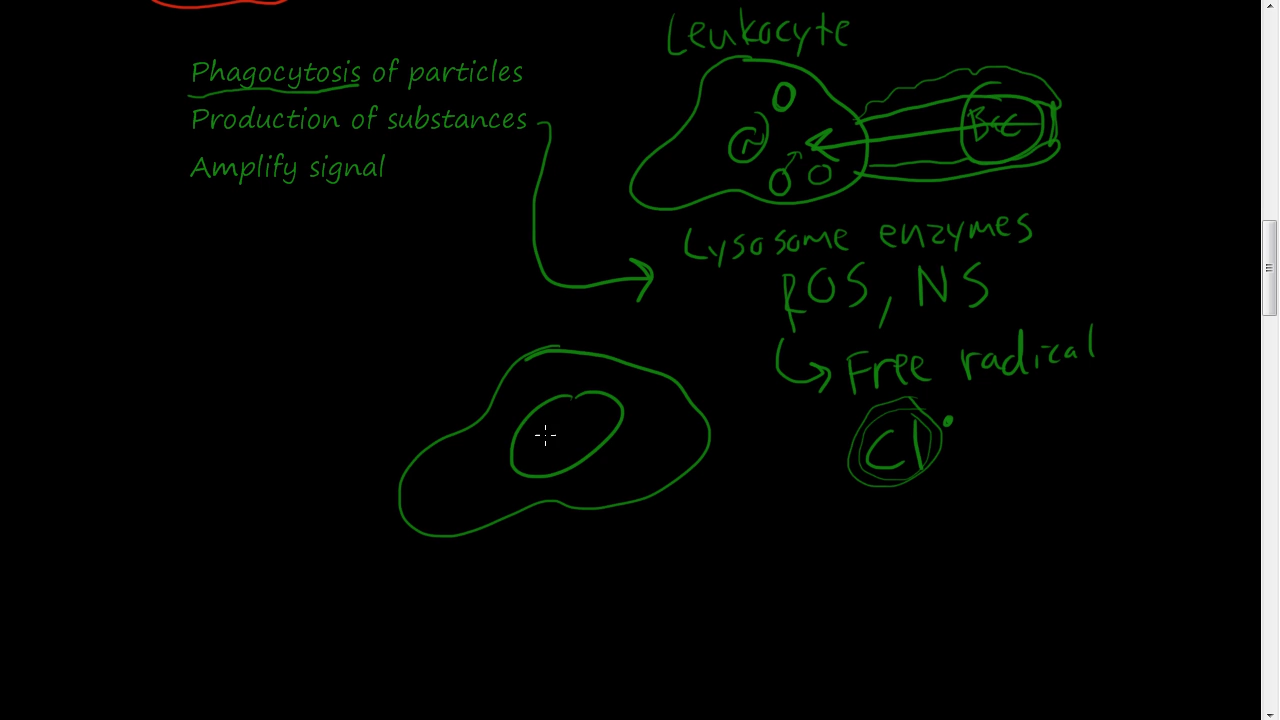 Leukocyte
Phagocytosis of particles
Production of substances
Amplify signal
Bac
Lysosome enzymes
ROS, NS
Free radical
Cl